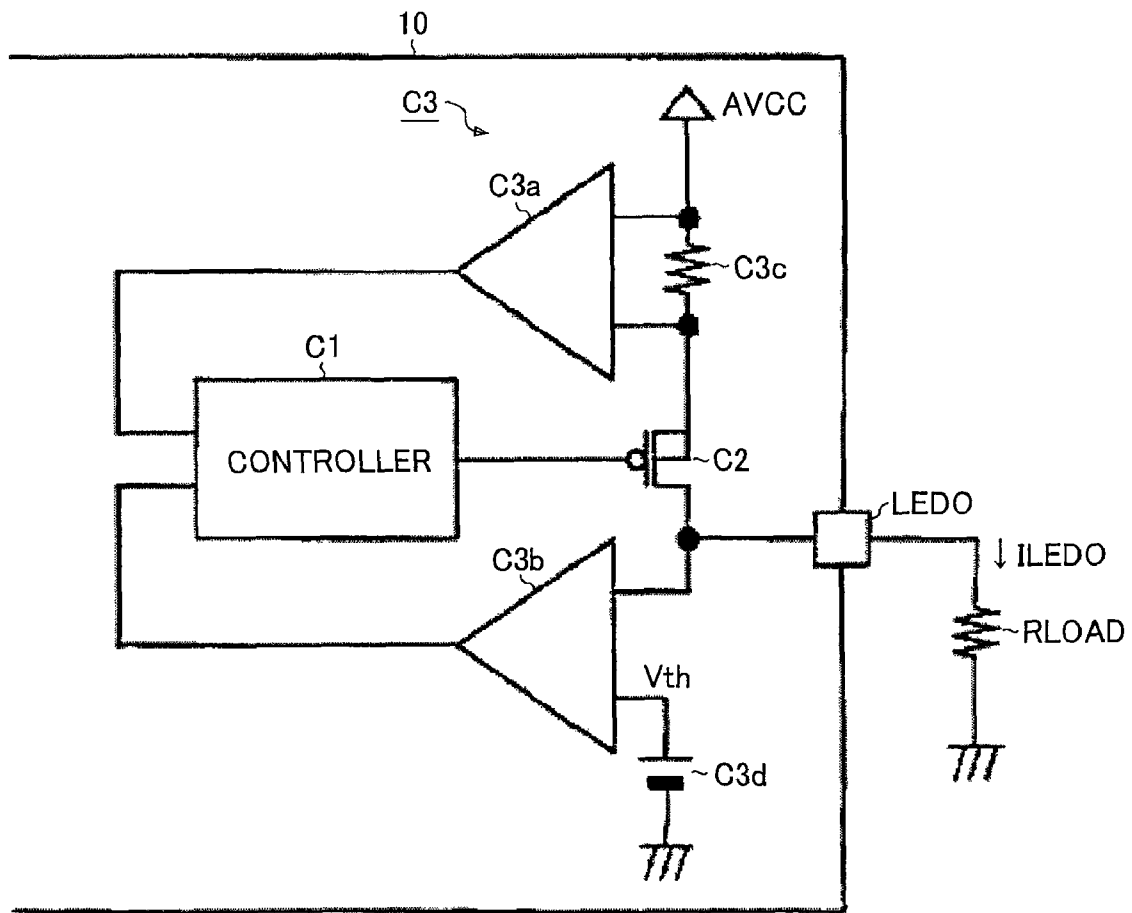 10
C3
AVCC
C3a
C3c
C1
CONTROLLER
C2
LEDO
↓ ILEDO
C3b
RLOAD
Vth
C3d